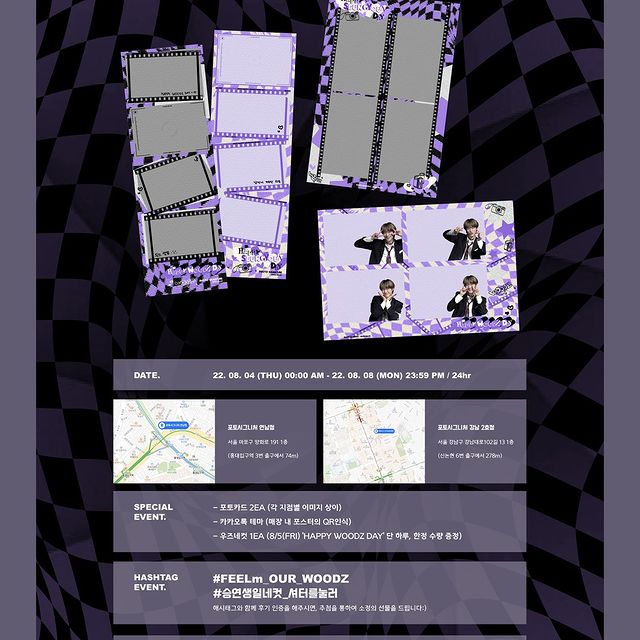 DATE.
22. 08. 04 (THU) 00:00 AM - 22. 08. 08 (MON) 23:59 PM / 24hr
포토시그니처 연남점
서울 마포구 양화로 191 1층
(홍대입구역 3번 출구에서 74m)
포토시그니처 강남 2호점
서울 강남구 강남대로102길 13 1층
(신논현 6번 출구에서 278m)
SPECIAL
EVENT.
– 포토카드 2EA (각 지점별 이미지 상이)
– 카카오톡 테마 (매장 내 포스터의 QR인식)
– 우즈네컷 1EA (8/5(FRI) 'HAPPY WOODZ DAY' 단 하루, 한정 수량 증정)
HASHTAG
EVENT.
#FEELm_OUR_WOODZ
#승연생일네컷_셔터를눌러
해시태그와 함께 후기 인증을 해주시면, 추첨을 통하여 소정의 선물을 드립니다:)